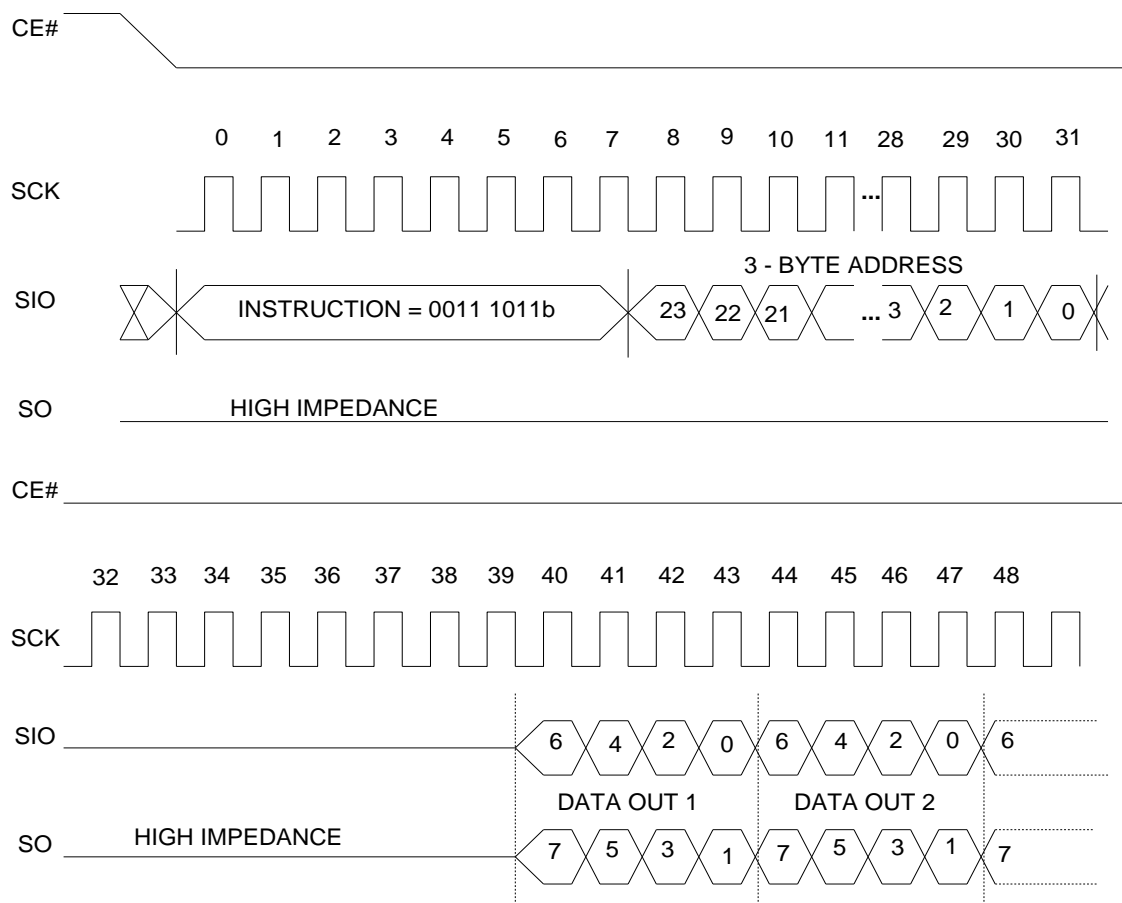 CE#
0 1 2 3 4 5 6 7 8 9 10 11 28 29 30 31
SCK ...
3 - BYTE ADDRESS
SIO INSTRUCTION = 0011 1011b 23 22 21 ... 3 2 1 0
SO HIGH IMPEDANCE
CE#
32 33 34 35 36 37 38 39 40 41 42 43 44 45 46 47 48
SCK
SIO 6 4 2 0 6 4 2 0 6
DATA OUT 1 DATA OUT 2
SO HIGH IMPEDANCE 7 5 3 1 7 5 3 1 7